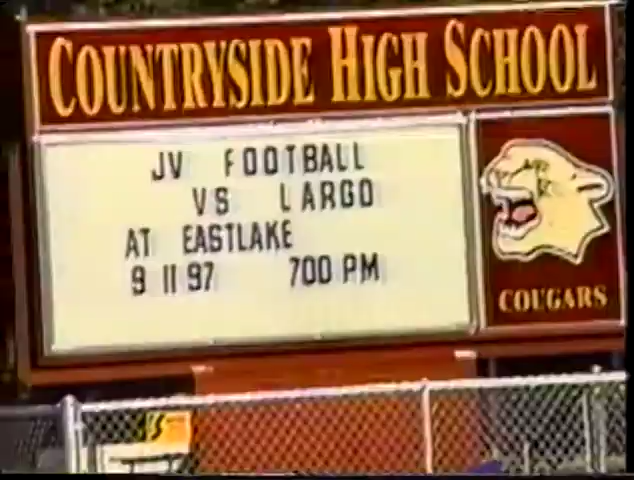 COUNTRYSIDE HIGH SCHOOL
JV FOOTBALL
VS LARGO
AT EASTLAKE
9 11 97 700 PM
COUGARS